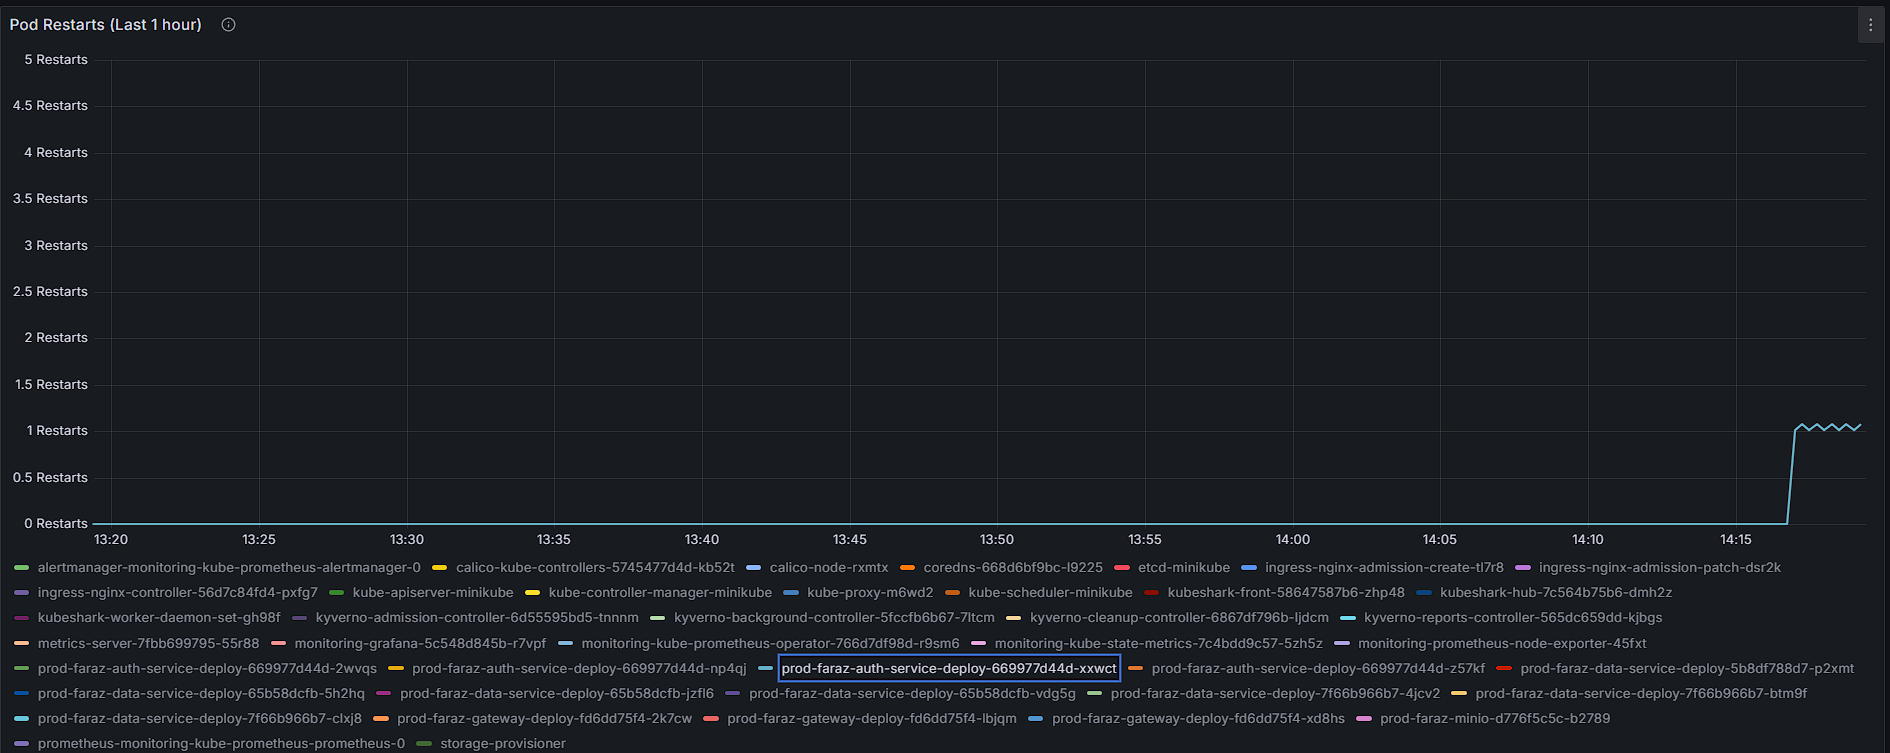 Pod Restarts (Last 1 hour)
5 Restarts
4.5 Restarts
4 Restarts
3.5 Restarts
3 Restarts
2.5 Restarts
2 Restarts
1.5 Restarts
1 Restarts
0.5 Restarts
0 Restarts
13:20 13:25 13:30 13:35 13:40 13:45 13:50 13:55 14:00 14:05 14:10 14:15
alertmanager-monitoring-kube-prometheus-alertmanager-0 calico-kube-controllers-5745477d4d-kb52t calico-node-rxmtx coredns-668d6bf9bc-l9225 etcd-minikube ingress-nginx-admission-create-tl7r8 ingress-nginx-admission-patch-dsr2k
ingress-nginx-controller-56d7c84fd4-pxfg7 kube-apiserver-minikube kube-controller-manager-minikube kube-proxy-m6wd2 kube-scheduler-minikube kubeshark-front-58647587b6-zhp48 kubeshark-hub-7c564b75b6-dmh2z
kubeshark-worker-daemon-set-gh98f kyverno-admission-controller-6d55595bd5-tnnnm kyverno-background-controller-5fccfb6b67-7ltcm kyverno-cleanup-controller-6867df796b-ljdcm kyverno-reports-controller-565dc659dd-kjbgs
metrics-server-7fbb699795-55r88 monitoring-grafana-5c548d845b-r7vpf monitoring-kube-prometheus-operator-766d7df98d-r9sm6 monitoring-kube-state-metrics-7c4bdd9c57-5zh5z monitoring-prometheus-node-exporter-45fxt
prod-faraz-auth-service-deploy-669977d44d-2wvqs prod-faraz-auth-service-deploy-669977d44d-np4qj prod-faraz-auth-service-deploy-669977d44d-xxwct prod-faraz-auth-service-deploy-669977d44d-z57kf prod-faraz-data-service-deploy-5b8df788d7-p2xmt
prod-faraz-data-service-deploy-65b58dcfb-5h2hq prod-faraz-data-service-deploy-65b58dcfb-jzfl6 prod-faraz-data-service-deploy-65b58dcfb-vdg5g prod-faraz-data-service-deploy-7f66b966b7-4jcv2 prod-faraz-data-service-deploy-7f66b966b7-btm9f
prod-faraz-data-service-deploy-7f66b966b7-clxj8 prod-faraz-gateway-deploy-fd6dd75f4-2k7cw prod-faraz-gateway-deploy-fd6dd75f4-lbjqm prod-faraz-gateway-deploy-fd6dd75f4-xd8hs prod-faraz-minio-d776f5c5c-b2789
prometheus-monitoring-kube-prometheus-prometheus-0 storage-provisioner